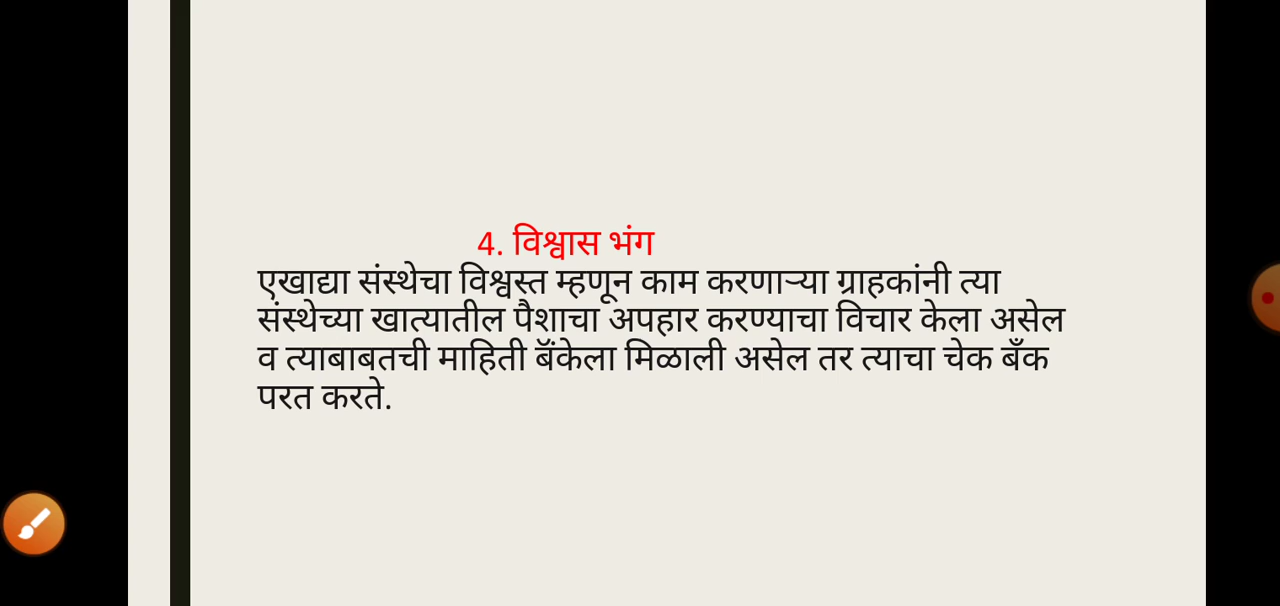 4. विश्वास भंग
एखाद्या संस्थेचा विश्वस्त म्हणून काम करणाऱ्या ग्राहकांनी त्या
संस्थेच्या खात्यातील पैशाचा अपहार करण्याचा विचार केला असेल
व त्याबाबतची माहिती बॅंकेला मिळाली असेल तर त्याचा चेक बँक
परत करते.